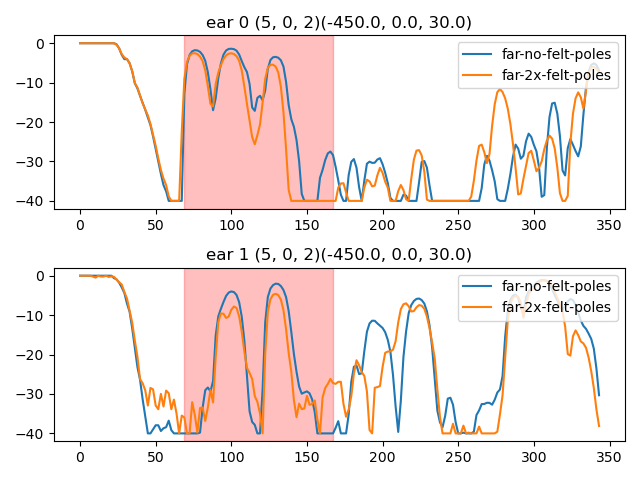 ear 0 (5, 0, 2)(-450.0, 0.0, 30.0)
0
−10
−20
−30
−40
far-no-felt-poles
far-2x-felt-poles
0 50 100 150 200 250 300 350
ear 1 (5, 0, 2)(-450.0, 0.0, 30.0)
0
−10
−20
−30
−40
far-no-felt-poles
far-2x-felt-poles
0 50 100 150 200 250 300 350